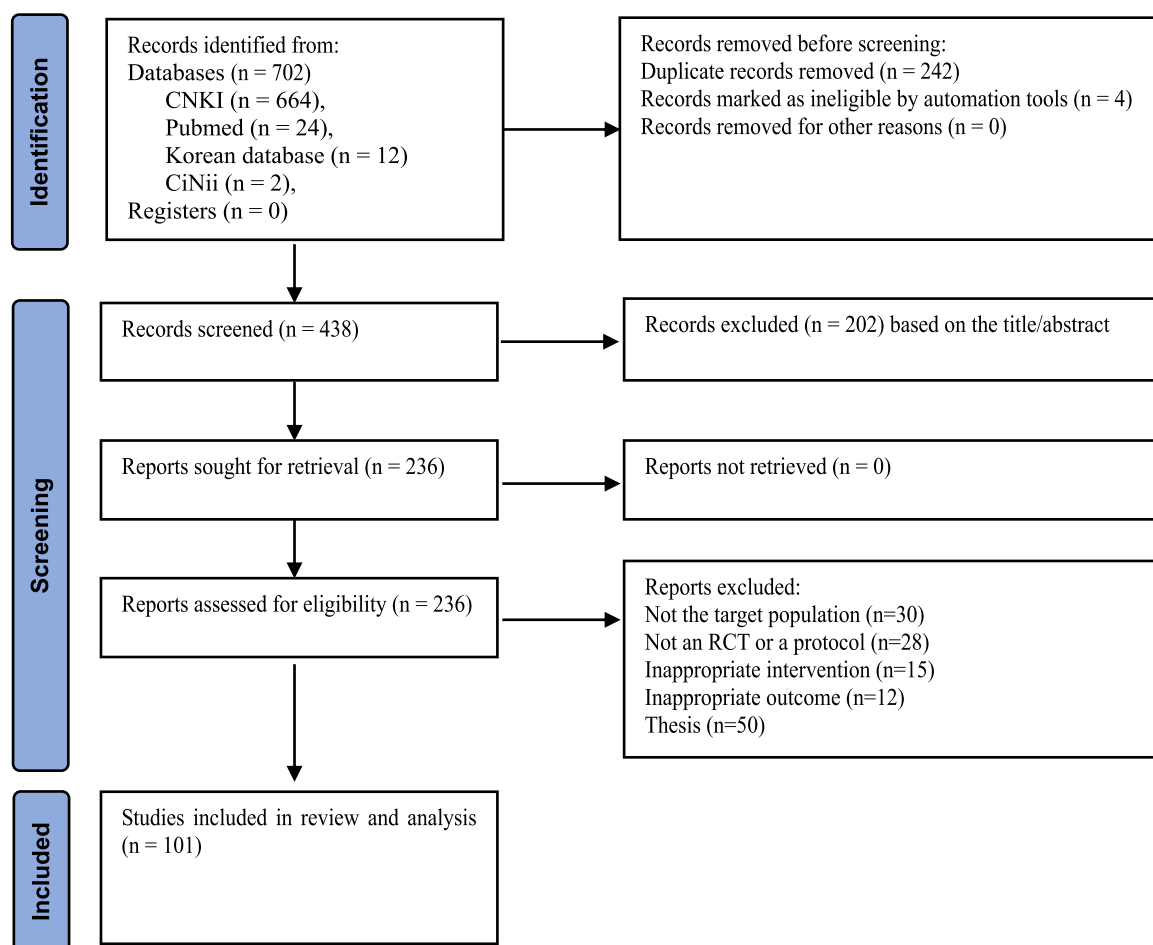 Identification
Records identified from:
Databases (n = 702)
CNKI (n = 664),
Pubmed (n = 24),
Korean database (n = 12)
CiNii (n = 2),
Registers (n = 0)
Records removed before screening:
Duplicate records removed (n = 242)
Records marked as ineligible by automation tools (n = 4)
Records removed for other reasons (n = 0)
Screening
Records screened (n = 438)
Records excluded (n = 202) based on the title/abstract
Reports sought for retrieval (n = 236)
Reports not retrieved (n = 0)
Reports assessed for eligibility (n = 236)
Reports excluded:
Not the target population (n=30)
Not an RCT or a protocol (n=28)
Inappropriate intervention (n=15)
Inappropriate outcome (n=12)
Thesis (n=50)
Included
Studies included in review and analysis
(n = 101)